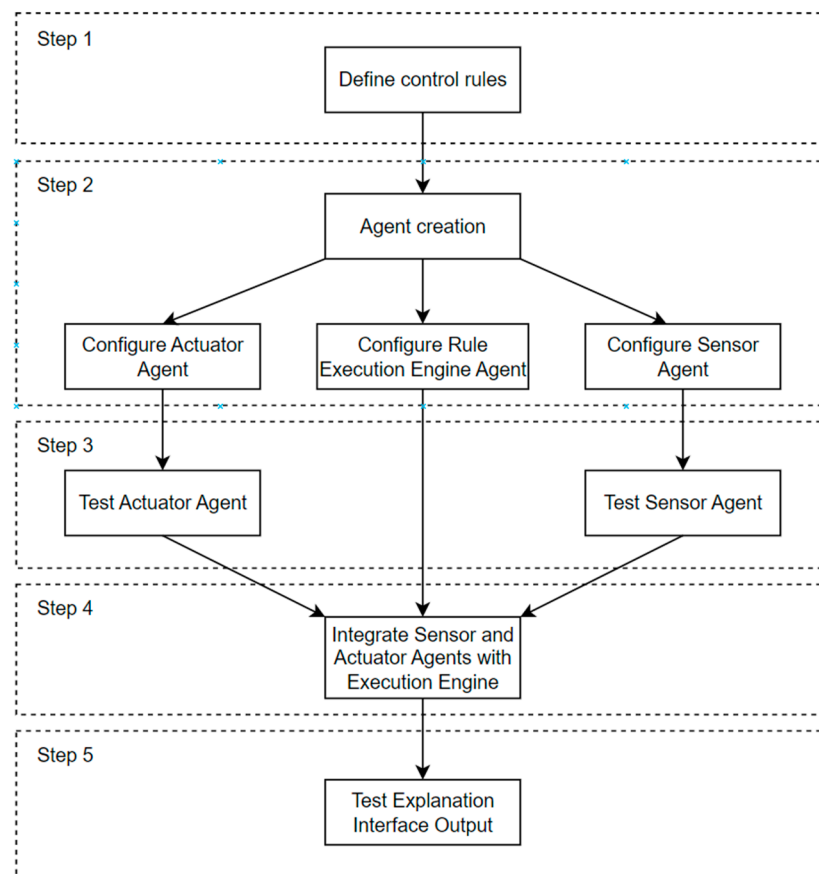 Step 1
Define control rules
Step 2
Agent creation
Configure Actuator
Agent
Configure Rule
Execution Engine Agent
Configure Sensor
Agent
Step 3
Test Actuator Agent
Test Sensor Agent
Step 4
Integrate Sensor and
Actuator Agents with
Execution Engine
Step 5
Test Explanation
Interface Output